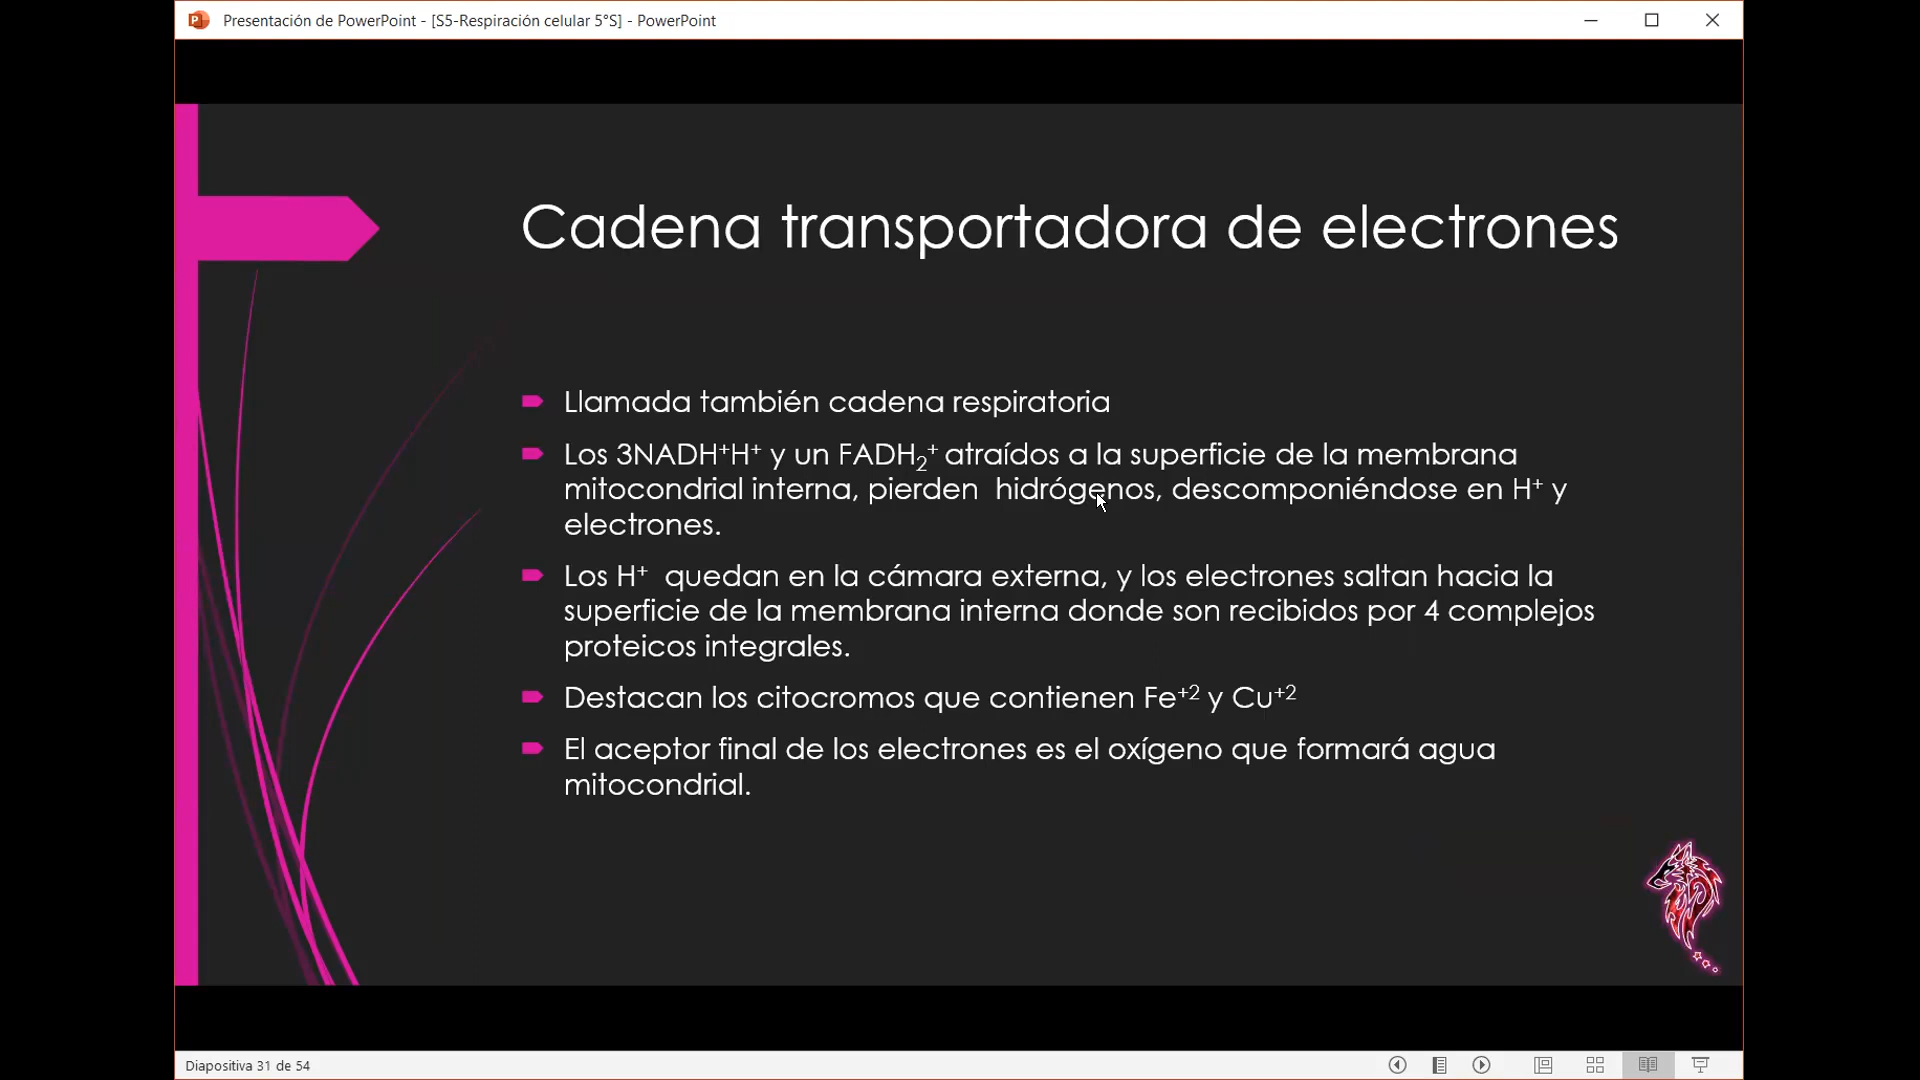 Presentación de PowerPoint - [S5-Respiración celular 5°S] - PowerPoint
Cadena transportadora de electrones
Llamada también cadena respiratoria
Los 3NADH⁺H⁺ y un FADH₂⁺ atraídos a la superficie de la membrana
mitocondrial interna, pierden hidrógenos, descomponiéndose en H⁺ y
electrones.
Los H⁺ quedan en la cámara externa, y los electrones saltan hacia la
superficie de la membrana interna donde son recibidos por 4 complejos
proteicos integrales.
Destacan los citocromos que contienen Fe⁺² y Cu⁺²
El aceptor final de los electrones es el oxígeno que formará agua
mitocondrial.
Diapositiva 31 de 54